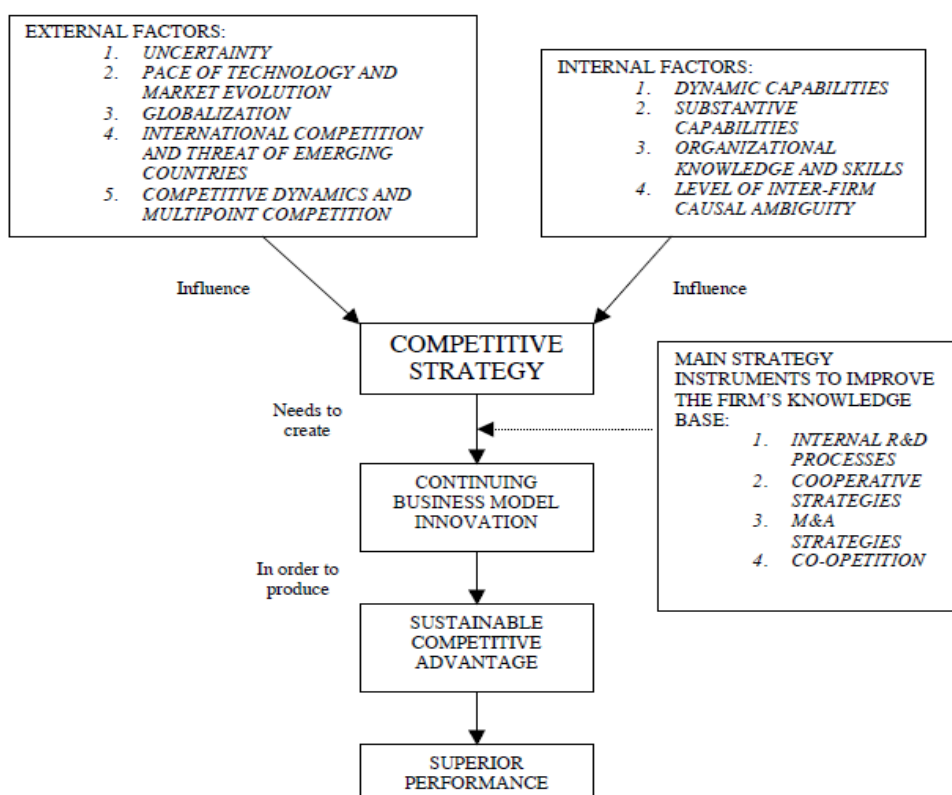 EXTERNAL FACTORS:
1. UNCERTAINTY
2. PACE OF TECHNOLOGY AND
MARKET EVOLUTION
3. GLOBALIZATION
4. INTERNATIONAL COMPETITION
AND THREAT OF EMERGING
COUNTRIES
5. COMPETITIVE DYNAMICS AND
MULTIPOINT COMPETITION
INTERNAL FACTORS:
1. DYNAMIC CAPABILITIES
2. SUBSTANTIVE
CAPABILITIES
3. ORGANIZATIONAL
KNOWLEDGE AND SKILLS
4. LEVEL OF INTER-FIRM
CAUSAL AMBIGUITY
Influence
Influence
COMPETITIVE
STRATEGY
MAIN STRATEGY
INSTRUMENTS TO IMPROVE
THE FIRM'S KNOWLEDGE
BASE:
1. INTERNAL R&D
PROCESSES
2. COOPERATIVE
STRATEGIES
3. M&A
STRATEGIES
4. CO-OPETITION
Needs to
create
CONTINUING
BUSINESS MODEL
INNOVATION
In order to
produce
SUSTAINABLE
COMPETITIVE
ADVANTAGE
SUPERIOR
PERFORMANCE